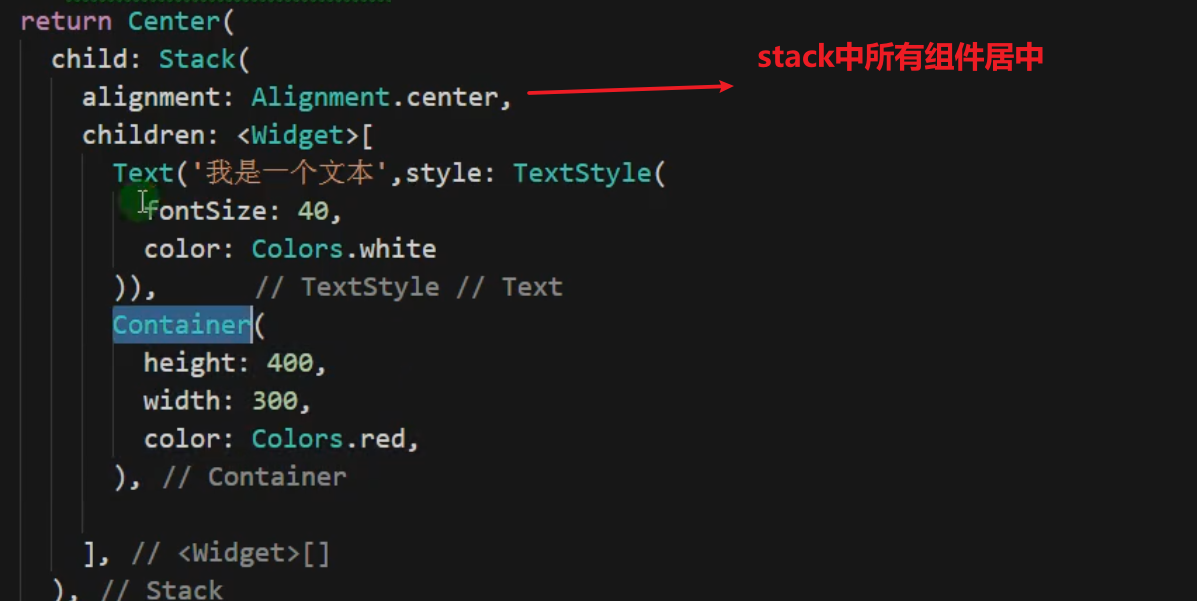 return Center(
child: Stack(
stack中所有组件居中
alignment: Alignment.center,
children: <Widget>[
Text('我是一个文本',style: TextStyle(
fontSize: 40,
color: Colors.white
)), // TextStyle // Text
Container(
height: 400,
width: 300,
color: Colors.red,
), // Container
], // <Widget>[]
), // Stack